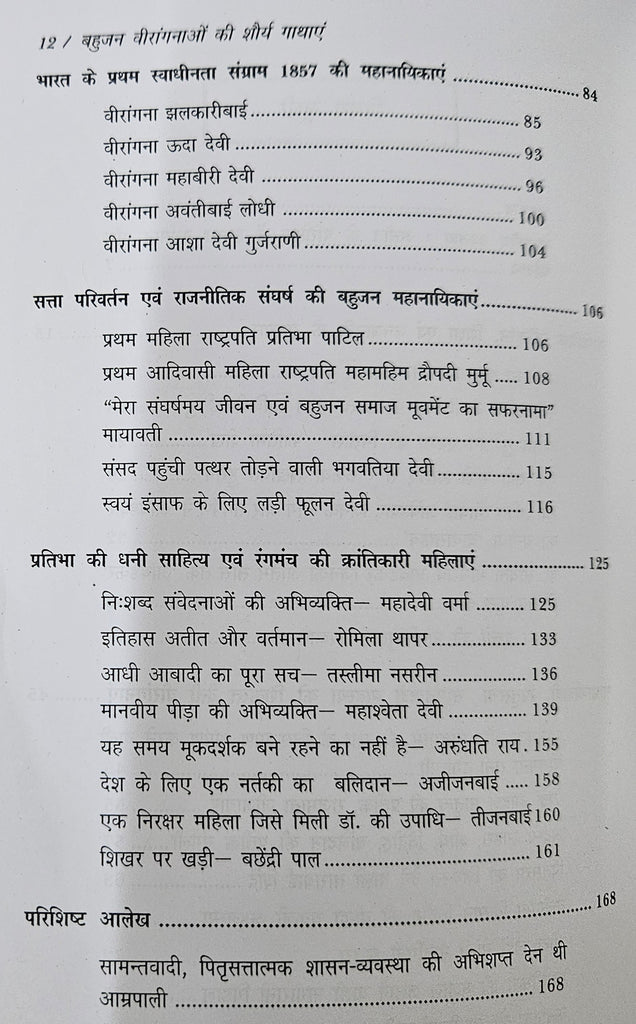 12 / बहुजन वीरांगनाओं की शौर्य गाथाएं
भारत के प्रथम स्वाधीनता संग्राम 1857 की महानायिकाएं ........................ 84
वीरांगना झलकारीबाई ........................ 85
वीरांगना ऊदा देवी ........................ 93
वीरांगना महाबीरी देवी ........................ 96
वीरांगना अवंतीबाई लोधी ........................ 100
वीरांगना आशा देवी गुर्जराणी ........................ 104
सत्ता परिवर्तन एवं राजनीतिक संघर्ष की बहुजन महानायिकाएं ................ 106
प्रथम महिला राष्ट्रपति प्रतिभा पाटिल ........................ 106
प्रथम आदिवासी महिला राष्ट्रपति महामहिम द्रौपदी मुर्मू ..... 108
“मेरा संघर्षमय जीवन एवं बहुजन समाज मूवमेंट का सफरनामा”
मायावती ........................ 111
संसद पहुंची पत्थर तोड़ने वाली भगवतिया देवी ................ 115
स्वयं इंसाफ के लिए लड़ी फूलन देवी ........................ 116
प्रतिभा की धनी साहित्य एवं रंगमंच की क्रांतिकारी महिलाएं ................ 125
निःशब्द संवेदनाओं की अभिव्यक्ति– महादेवी वर्मा .......... 125
इतिहास अतीत और वर्तमान– रोमिला थापर ................ 133
आधी आबादी का पूरा सच– तस्लीमा नसरीन ................ 136
मानवीय पीड़ा की अभिव्यक्ति– महाश्वेता देवी ................ 139
यह समय मूकदर्शक बने रहने का नहीं है– अरुंधति राय . 155
देश के लिए एक नर्तकी का बलिदान– अजीजनबाई ..... 158
एक निरक्षर महिला जिसे मिली डॉ. की उपाधि– तीजनबाई 160
शिखर पर खड़ी– बछेंद्री पाल ........................ 161
परिशिष्ट आलेख ........................ 168
सामन्तवादी, पितृसत्तात्मक शासन-व्यवस्था की अभिशप्त देन थी
आम्रपाली ........................ 168